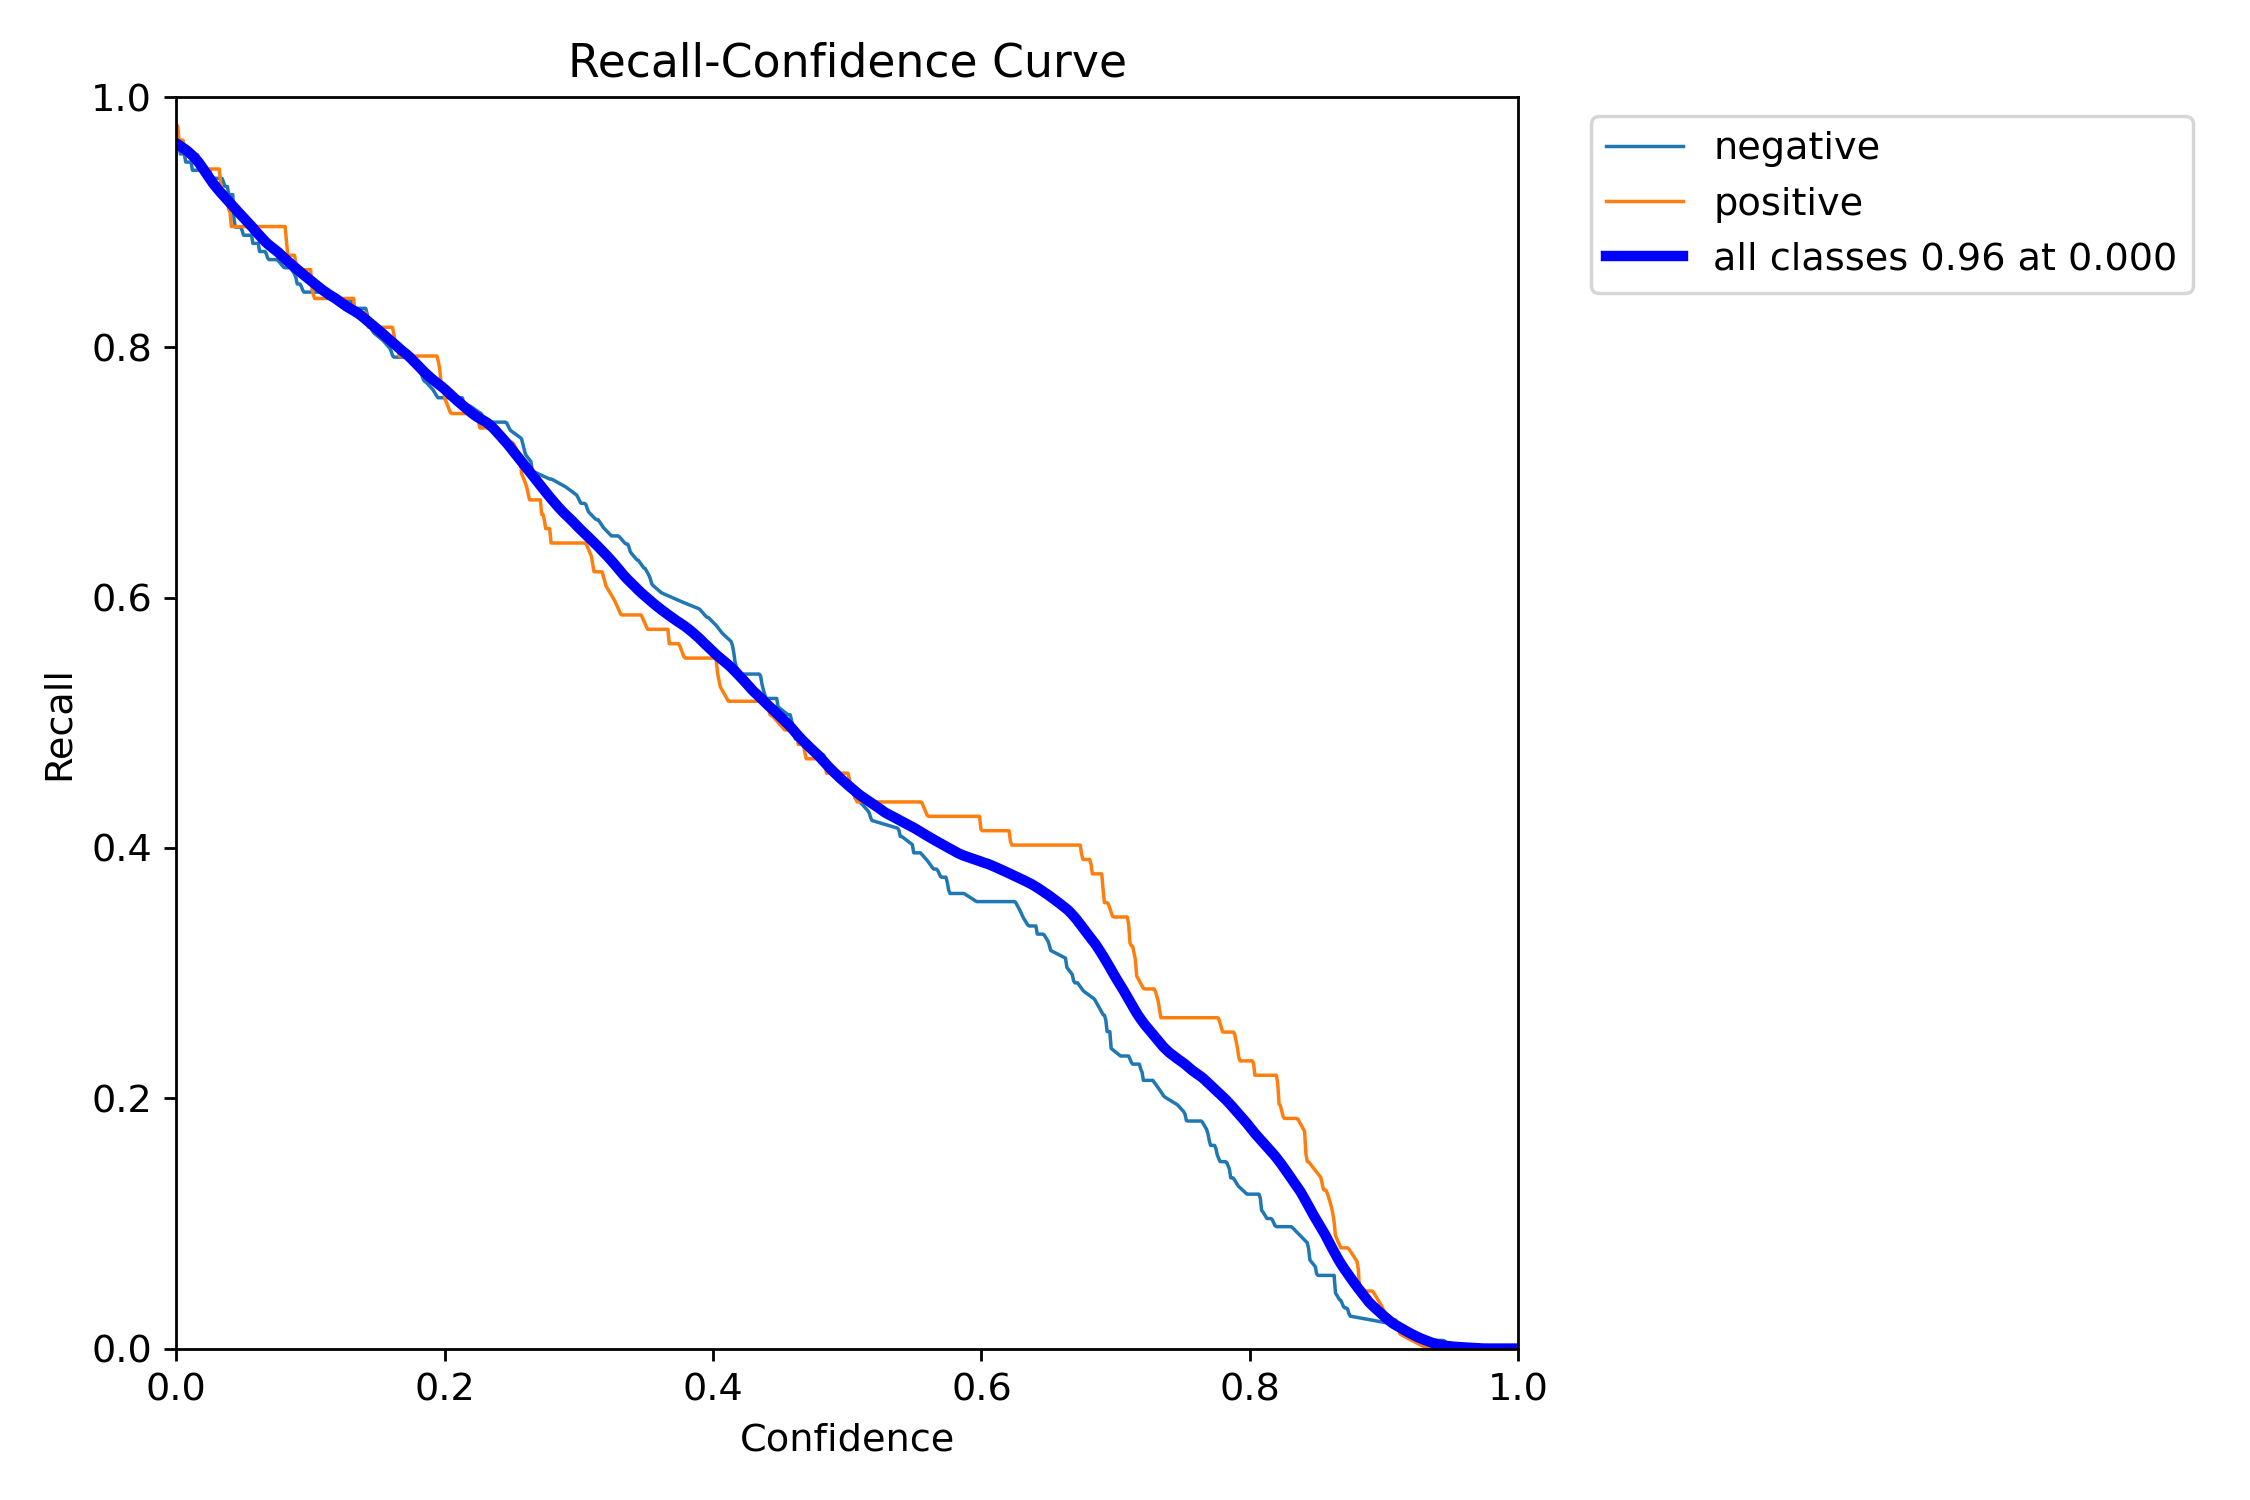 Recall-Confidence Curve
1.0
0.8
0.6
0.4
0.2
0.0
Recall
0.0 0.2 0.4 0.6 0.8 1.0
Confidence
negative
positive
all classes 0.96 at 0.000